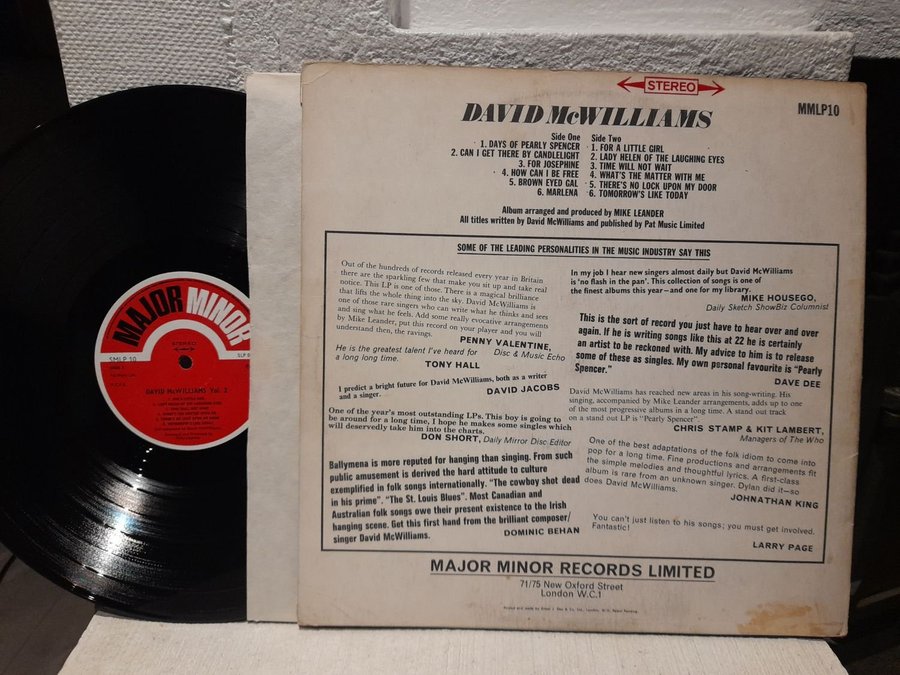 STEREO
DAVID McWILLIAMS
MMLP10
Side One
1. DAYS OF PEARLY SPENCER
2. CAN I GET THERE BY CANDLELIGHT
3. FOR JOSEPHINE
4. HOW CAN I BE FREE
5. BROWN EYED GAL
6. MARLENA
Side Two
1. FOR A LITTLE GIRL
2. LADY HELEN OF THE LAUGHING EYES
3. TIME WILL NOT WAIT
4. WHAT'S THE MATTER WITH ME
5. THERE'S NO LOCK UPON MY DOOR
6. TOMORROW'S LIKE TODAY
Album arranged and produced by MIKE LEANDER
All titles written by David McWilliams and published by Pat Music Limited
SOME OF THE LEADING PERSONALITIES IN THE MUSIC INDUSTRY SAY THIS
Out of the hundreds of records released every year in Britain
there are the sparkling few that make you sit up and take real
notice. This LP is one of those. There is a magical brilliance
that lifts the whole thing into the sky. David McWilliams is
one of those rare singers who can write what he thinks and sees
and sing what he feels. Add some really evocative arrangements
by Mike Leander, put this record on your player and you will
understand then, the ravings.
PENNY VALENTINE,
Disc & Music Echo
He is the greatest talent I've heard for
a long long time.
TONY HALL
I predict a bright future for David McWilliams, both as a writer
and a singer.
DAVID JACOBS
One of the year's most outstanding LPs. This boy is going to
be around for a long time, I hope he makes some singles which
will deservedly take him into the charts.
DON SHORT, Daily Mirror Disc Editor
Ballymena is more reputed for hanging than singing. From such
public amusement is derived the hard attitude to culture
exemplified in folk songs internationally. "The cowboy shot dead
in his prime". "The St. Louis Blues". Most Canadian and
Australian folk songs owe their present existence to the Irish
hanging scene. Get this first hand from the brilliant composer/
singer David McWilliams.
DOMINIC BEHAN
In my job I hear new singers almost daily but David McWilliams
is 'no flash in the pan'. This collection of songs is one of
the finest albums this year—and one for my library.
MIKE HOUSEGO,
Daily Sketch ShowBiz Columnist
This is the sort of record you just have to hear over and over
again. If he is writing songs like this at 22 he is certainly
an artist to be reckoned with. My advice to him is to release
some of these as singles. My own personal favourite is "Pearly
Spencer."
DAVE DEE
David McWilliams has reached new areas in his song-writing. His
singing, accompanied by Mike Leander arrangements, adds up to one
of the most progressive albums in a long time. A stand out track
on a stand out LP is "Pearly Spencer".
CHRIS STAMP & KIT LAMBERT,
Managers of The Who
One of the best adaptations of the folk idiom to come into
pop for a long time. Fine productions and arrangements fit
the simple melodies and thoughtful lyrics. A first-class
album is rare from an unknown singer. Dylan did it—so
does David McWilliams.
JOHNATHAN KING
You can't just listen to his songs; you must get involved.
Fantastic!
LARRY PAGE
MAJOR MINOR RECORDS LIMITED
71/75 New Oxford Street
London W.C.1
MAJOR MINOR
STEREO
SMLP 10
DAVID McWILLIAMS Vol. 2